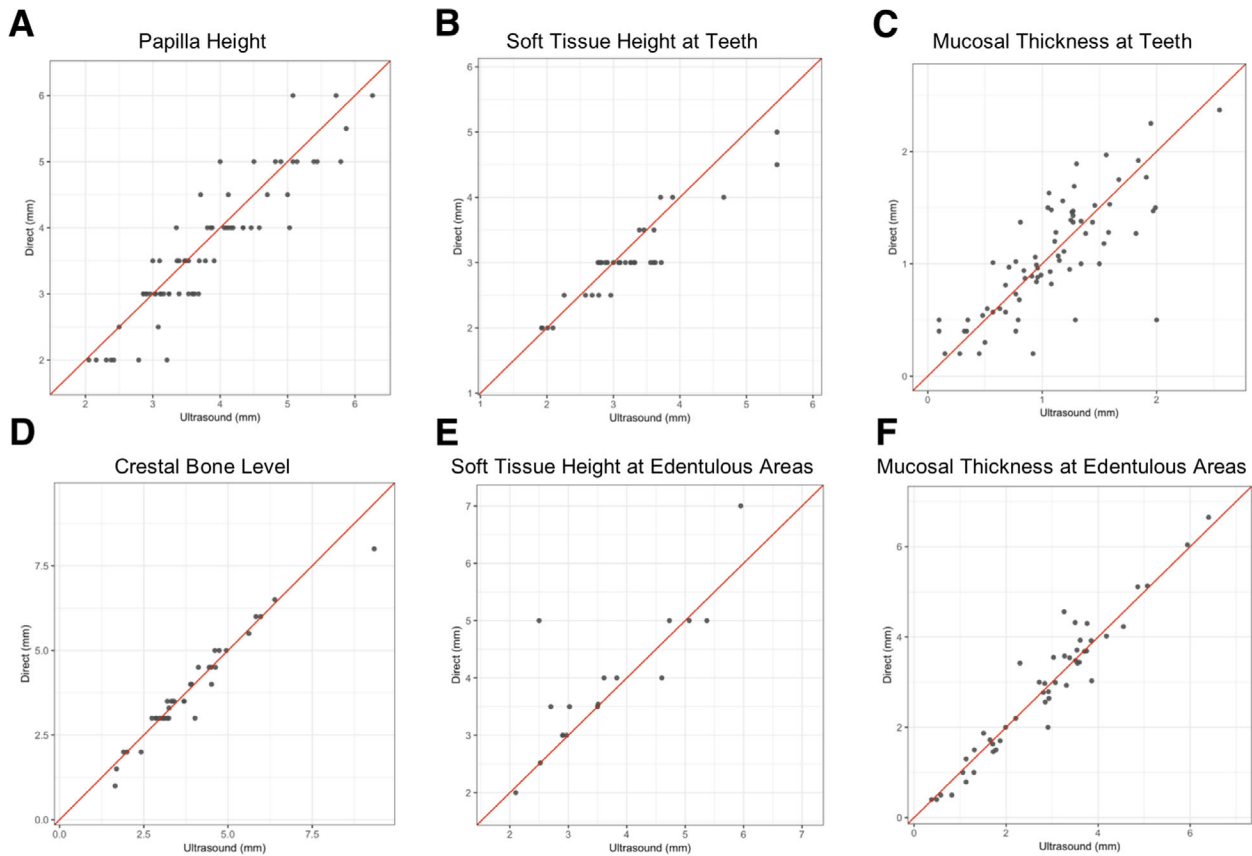 A
Papilla Height
Direct (mm)
6
5
4
3
2
2 3 4 5 6
Ultrasound (mm)
B
Soft Tissue Height at Teeth
Direct (mm)
6
5
4
3
2
1
1 2 3 4 5 6
Ultrasound (mm)
C
Mucosal Thickness at Teeth
Direct (mm)
2
1
0
0 1 2
Ultrasound (mm)
D
Crestal Bone Level
Direct (mm)
7.5
5.0
2.5
0.0
0.0 2.5 5.0 7.5
Ultrasound (mm)
E
Soft Tissue Height at Edentulous Areas
Direct (mm)
7
6
5
4
3
2
2 3 4 5 6 7
Ultrasound (mm)
F
Mucosal Thickness at Edentulous Areas
Direct (mm)
6
4
2
0
0 2 4 6
Ultrasound (mm)